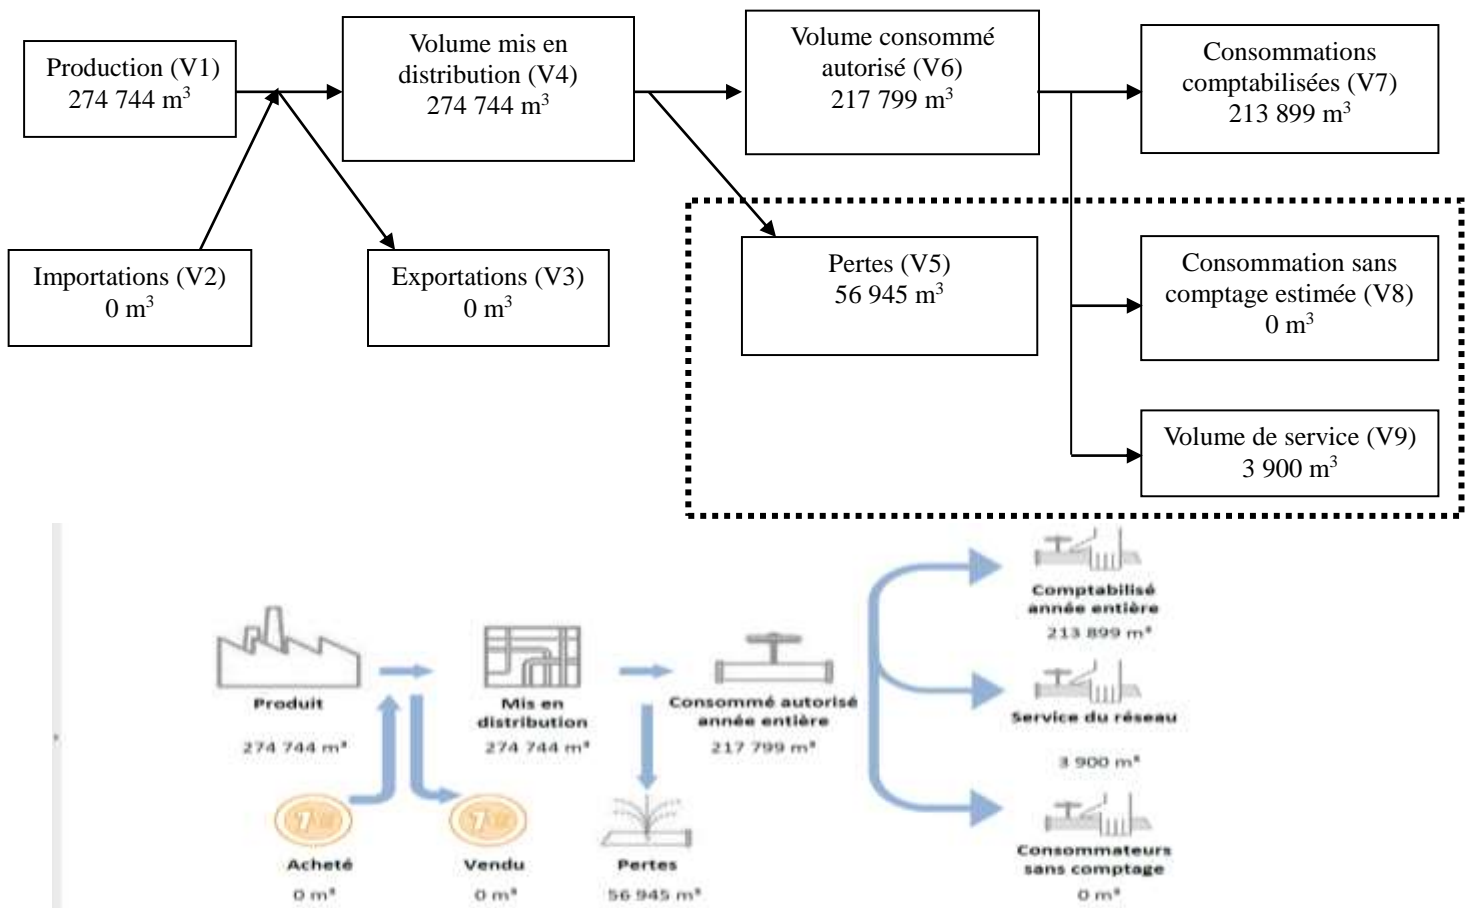 Production (V1)
274 744 m³
Volume mis en
distribution (V4)
274 744 m³
Volume consommé
autorisé (V6)
217 799 m³
Consommations
comptabilisées (V7)
213 899 m³
Importations (V2)
0 m³
Exportations (V3)
0 m³
Pertes (V5)
56 945 m³
Consommation sans
comptage estimée (V8)
0 m³
Volume de service (V9)
3 900 m³
Comptabilisé
année entière
213 899 m³
Produit
274 744 m³
Mis en
distribution
274 744 m³
Consommé autorisé
année entière
217 799 m³
Service du réseau
3 900 m³
Acheté
0 m³
Vendu
0 m³
Pertes
56 945 m³
Consommateurs
sans comptage
0 m³